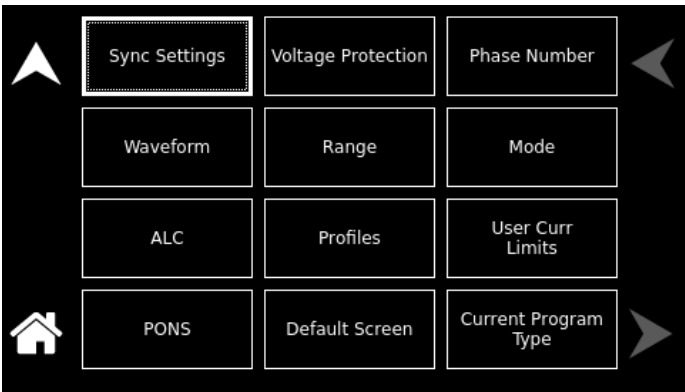 Sync Settings
Voltage Protection
Phase Number
Waveform
Range
Mode
ALC
Profiles
User Curr
Limits
PONS
Default Screen
Current Program
Type